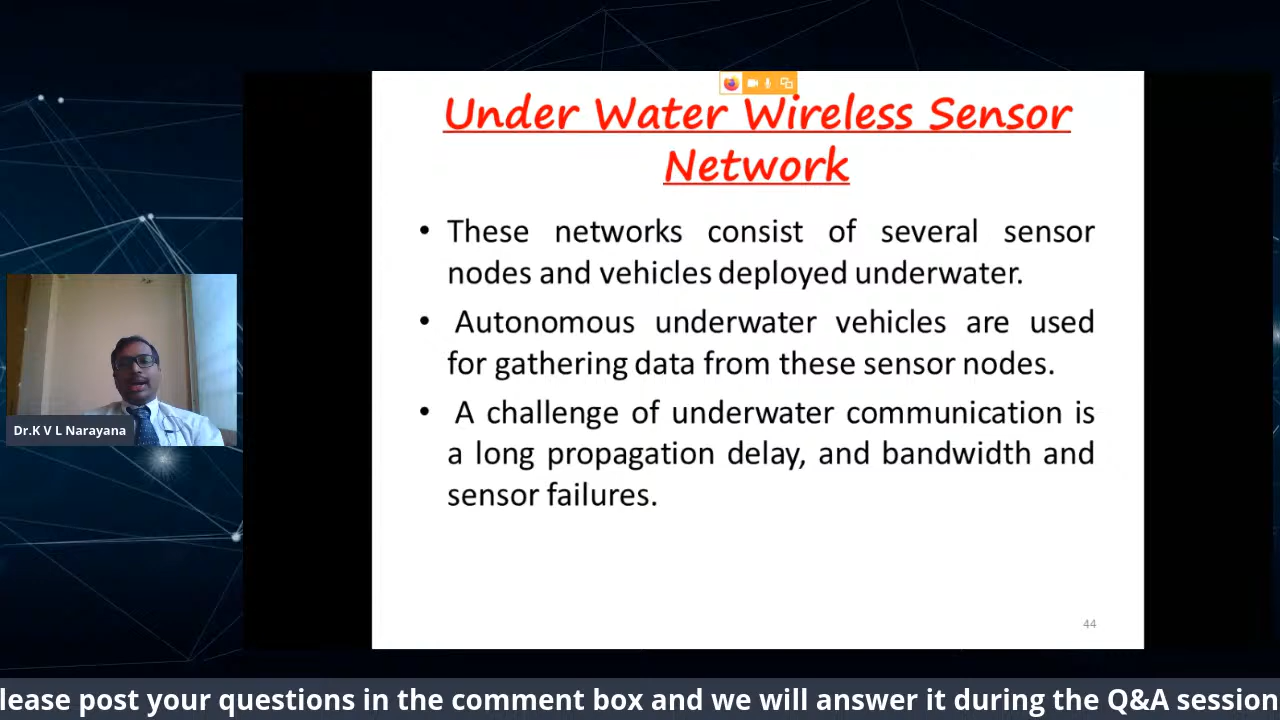 Under Water Wireless Sensor
Network
• These networks consist of several sensor
nodes and vehicles deployed underwater.
• Autonomous underwater vehicles are used
for gathering data from these sensor nodes.
• A challenge of underwater communication is
a long propagation delay, and bandwidth and
sensor failures.
44
Dr.K V L Narayana
lease post your questions in the comment box and we will answer it during the Q&A session